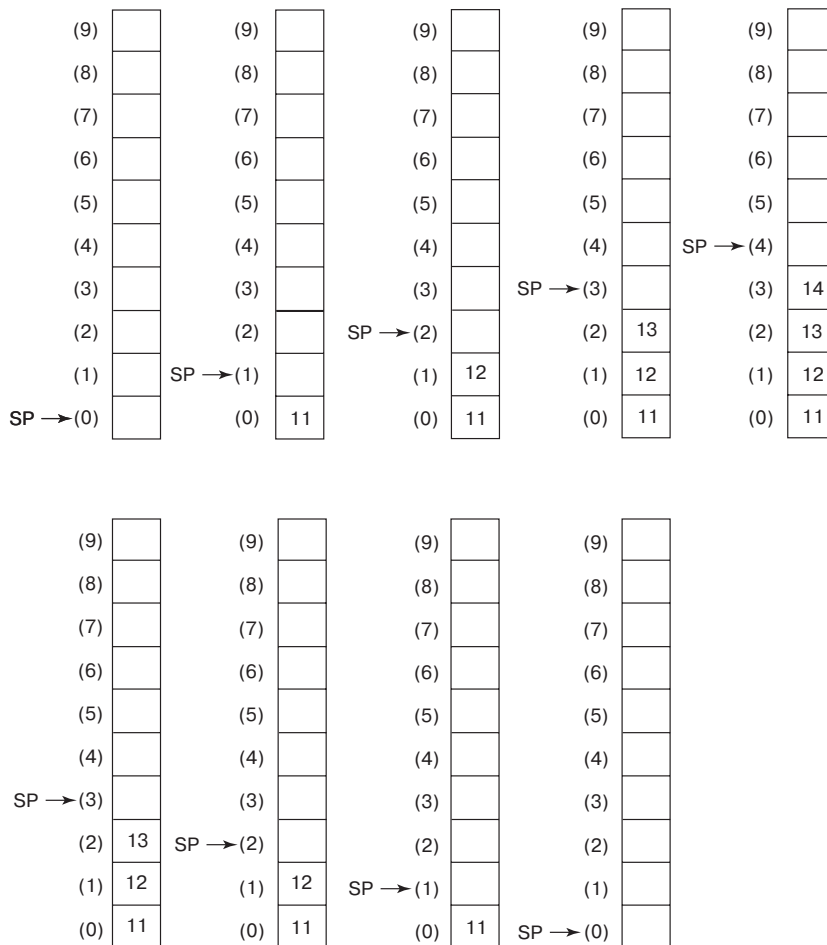 (9) (9) (9) (9) (9)
(8) (8) (8) (8) (8)
(7) (7) (7) (7) (7)
(6) (6) (6) (6) (6)
(5) (5) (5) (5) (5)
(4) (4) (4) (4) SP (4)
(3) (3) (3) SP (3) (3) 14
(2) (2) SP (2) (2) 13 (2) 13
(1) SP (1) (1) 12 (1) 12 (1) 12
SP (0) (0) 11 (0) 11 (0) 11 (0) 11
(9) (9) (9) (9)
(8) (8) (8) (8)
(7) (7) (7) (7)
(6) (6) (6) (6)
(5) (5) (5) (5)
(4) (4) (4) (4)
SP (3) (3) (3) (3)
(2) 13 SP (2) (2) (2)
(1) 12 (1) 12 SP (1) (1)
(0) 11 (0) 11 (0) 11 SP (0)